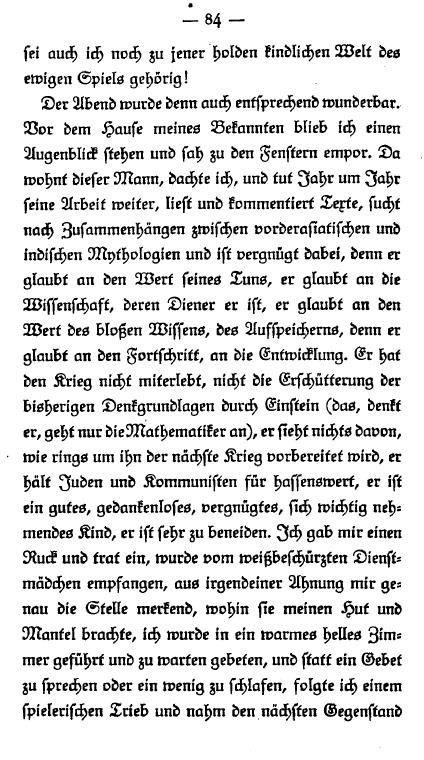 — 84 —
sei auch ich noch zu jener holden kindlichen Welt des
ewigen Spiels gehörig!
Der Abend wurde denn auch entsprechend wunderbar.
Vor dem Hause meines Bekannten blieb ich einen
Augenblick stehen und sah zu den Fenstern empor. Da
wohnt dieser Mann, dachte ich, und tut Jahr um Jahr
seine Arbeit weiter, liest und kommentiert Texte, sucht
nach Zusammenhängen zwischen vorderasiatischen und
indischen Mythologien und ist vergnügt dabei, denn er
glaubt an den Wert seines Tuns, er glaubt an die
Wissenschaft, deren Diener er ist, er glaubt an den
Wert des bloßen Wissens, des Aufspeicherns, denn er
glaubt an den Fortschritt, an die Entwicklung. Er hat
den Krieg nicht miterlebt, nicht die Erschütterung der
bisherigen Denkgrundlagen durch Einstein (das, denkt
er, geht nur die Mathematiker an), er sieht nichts davon,
wie rings um ihn der nächste Krieg vorbereitet wird, er
hält Juden und Kommunisten für hassenswert, er ist
ein gutes, gedankenloses, vergnügtes, sich wichtig neh-
mendes Kind, er ist sehr zu beneiden. Ich gab mir einen
Ruck und trat ein, wurde vom weißbeschürzten Dienst-
mädchen empfangen, aus irgendeiner Ahnung mir ge-
nau die Stelle merkend, wohin sie meinen Hut und
Mantel brachte, ich wurde in ein warmes helles Zim-
mer geführt und zu warten gebeten, und statt ein Gebet
zu sprechen oder ein wenig zu schlafen, folgte ich einem
spielerischen Trieb und nahm den nächsten Gegenstand